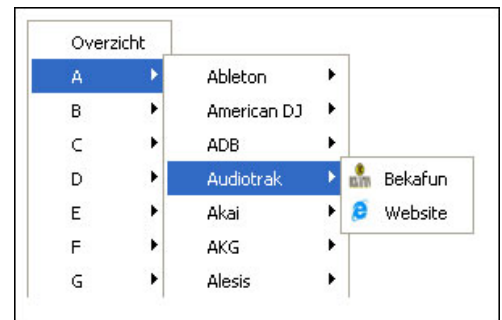 Overzicht
A Ableton
B American DJ
C ADB
D Audiotrak Bekafun
E Akai Website
F AKG
G Alesis